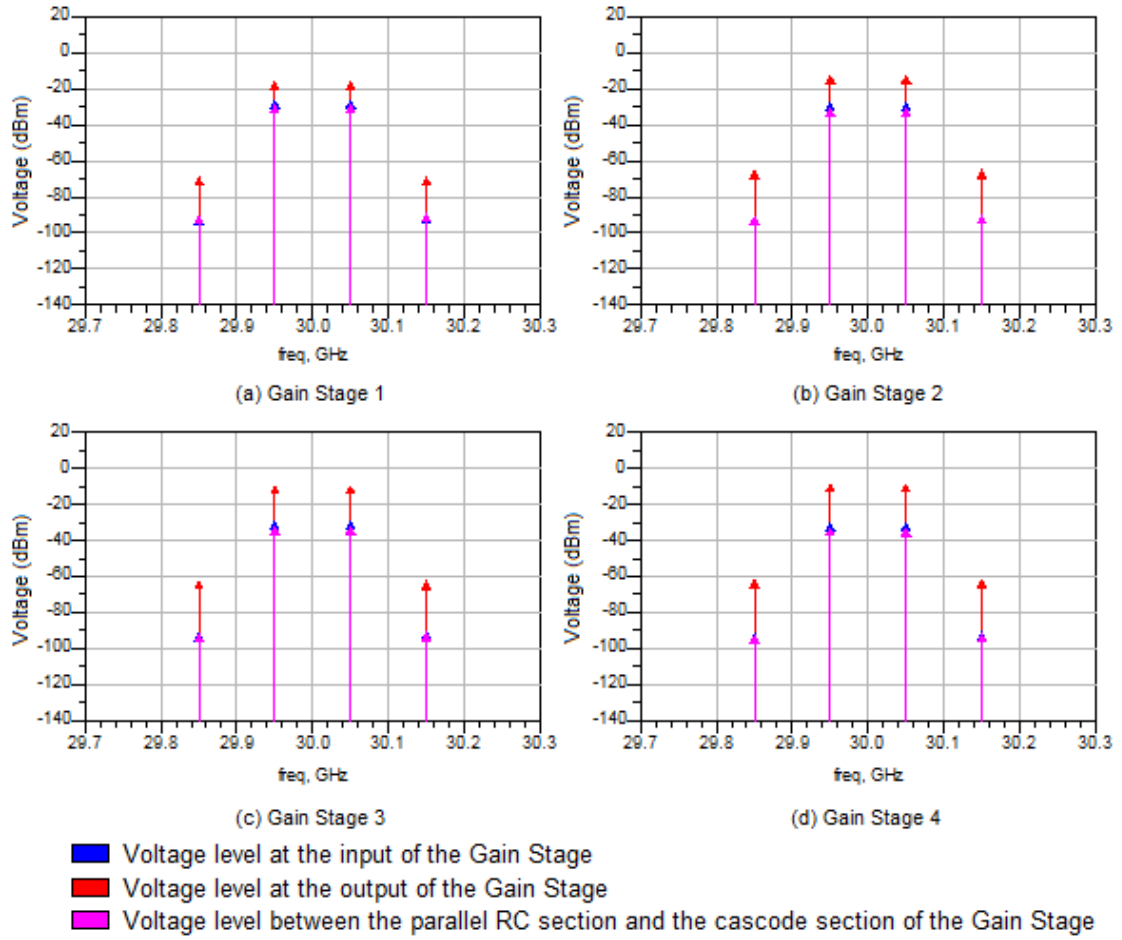 20
0
-20
-40
-60
-80
-100
-120
-140
Voltage (dBm)
29.7 29.8 29.9 30.0 30.1 30.2 30.3
freq, GHz
(a) Gain Stage 1
20
0
-20
-40
-60
-80
-100
-120
-140
Voltage (dBm)
29.7 29.8 29.9 30.0 30.1 30.2 30.3
freq, GHz
(b) Gain Stage 2
20
0
-20
-40
-60
-80
-100
-120
-140
Voltage (dBm)
29.7 29.8 29.9 30.0 30.1 30.2 30.3
freq, GHz
(c) Gain Stage 3
20
0
-20
-40
-60
-80
-100
-120
-140
Voltage (dBm)
29.7 29.8 29.9 30.0 30.1 30.2 30.3
freq, GHz
(d) Gain Stage 4
Voltage level at the input of the Gain Stage
Voltage level at the output of the Gain Stage
Voltage level between the parallel RC section and the cascode section of the Gain Stage